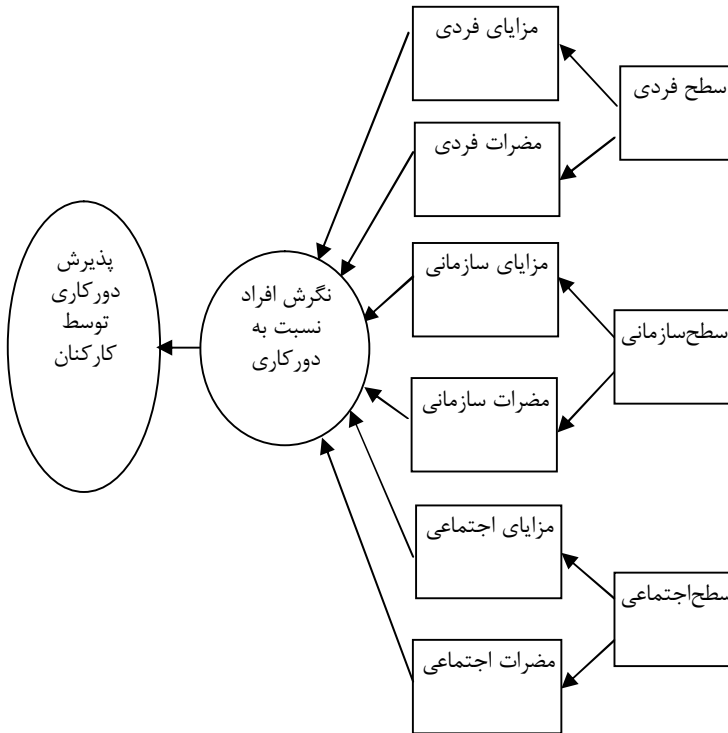 مزایای فردی
سطح فردی
مضرات فردی
مزایای سازمانی
سطح‌سازمانی
مضرات سازمانی
مزایای اجتماعی
سطح‌اجتماعی
مضرات اجتماعی
نگرش افراد
نسبت به
دورکاری
پذیرش
دورکاری
توسط
کارکنان